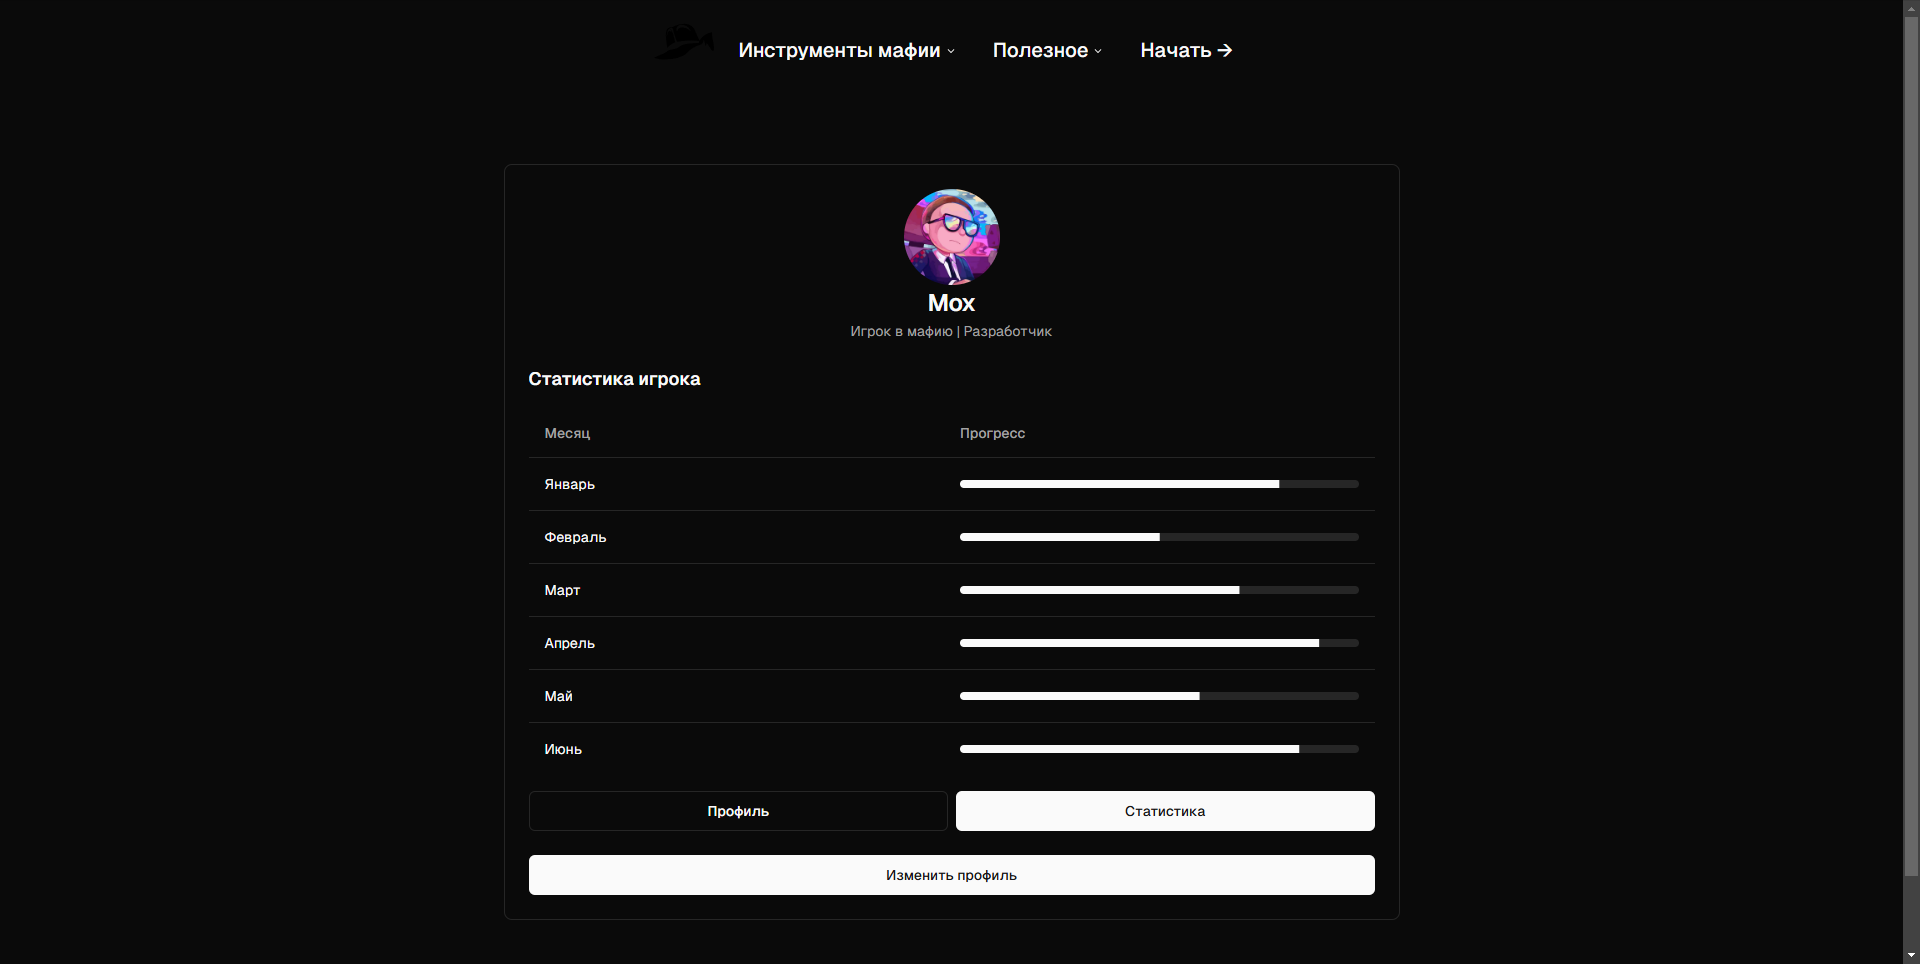 Инструменты мафии
Полезное
Начать →
Мох
Игрок в мафию | Разработчик
Статистика игрока
Месяц Прогресс
Январь
Февраль
Март
Апрель
Май
Июнь
Профиль Статистика
Изменить профиль